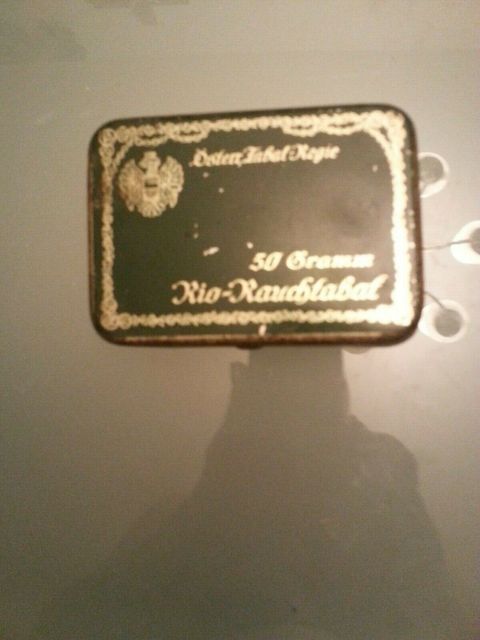 Österr. Tabak-Regie
50 Gramm
Rio-Rauchtabak